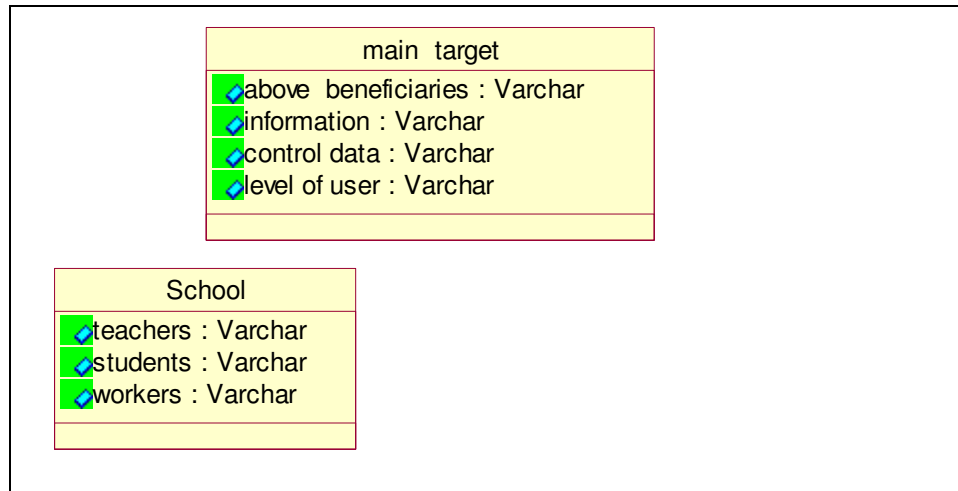 main target
above beneficiaries : Varchar
information : Varchar
control data : Varchar
level of user : Varchar
School
teachers : Varchar
students : Varchar
workers : Varchar